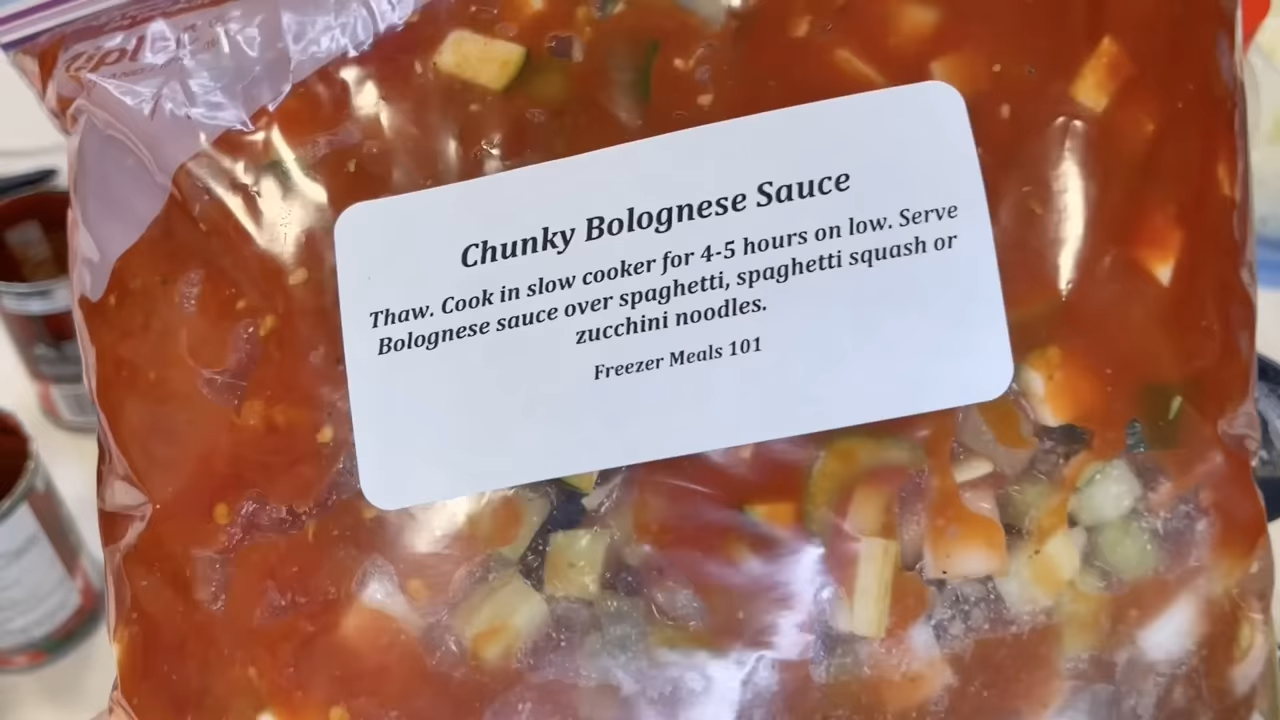 Chunky Bolognese Sauce
Thaw. Cook in slow cooker for 4-5 hours on low. Serve
Bolognese sauce over spaghetti, spaghetti squash or
zucchini noodles.
Freezer Meals 101